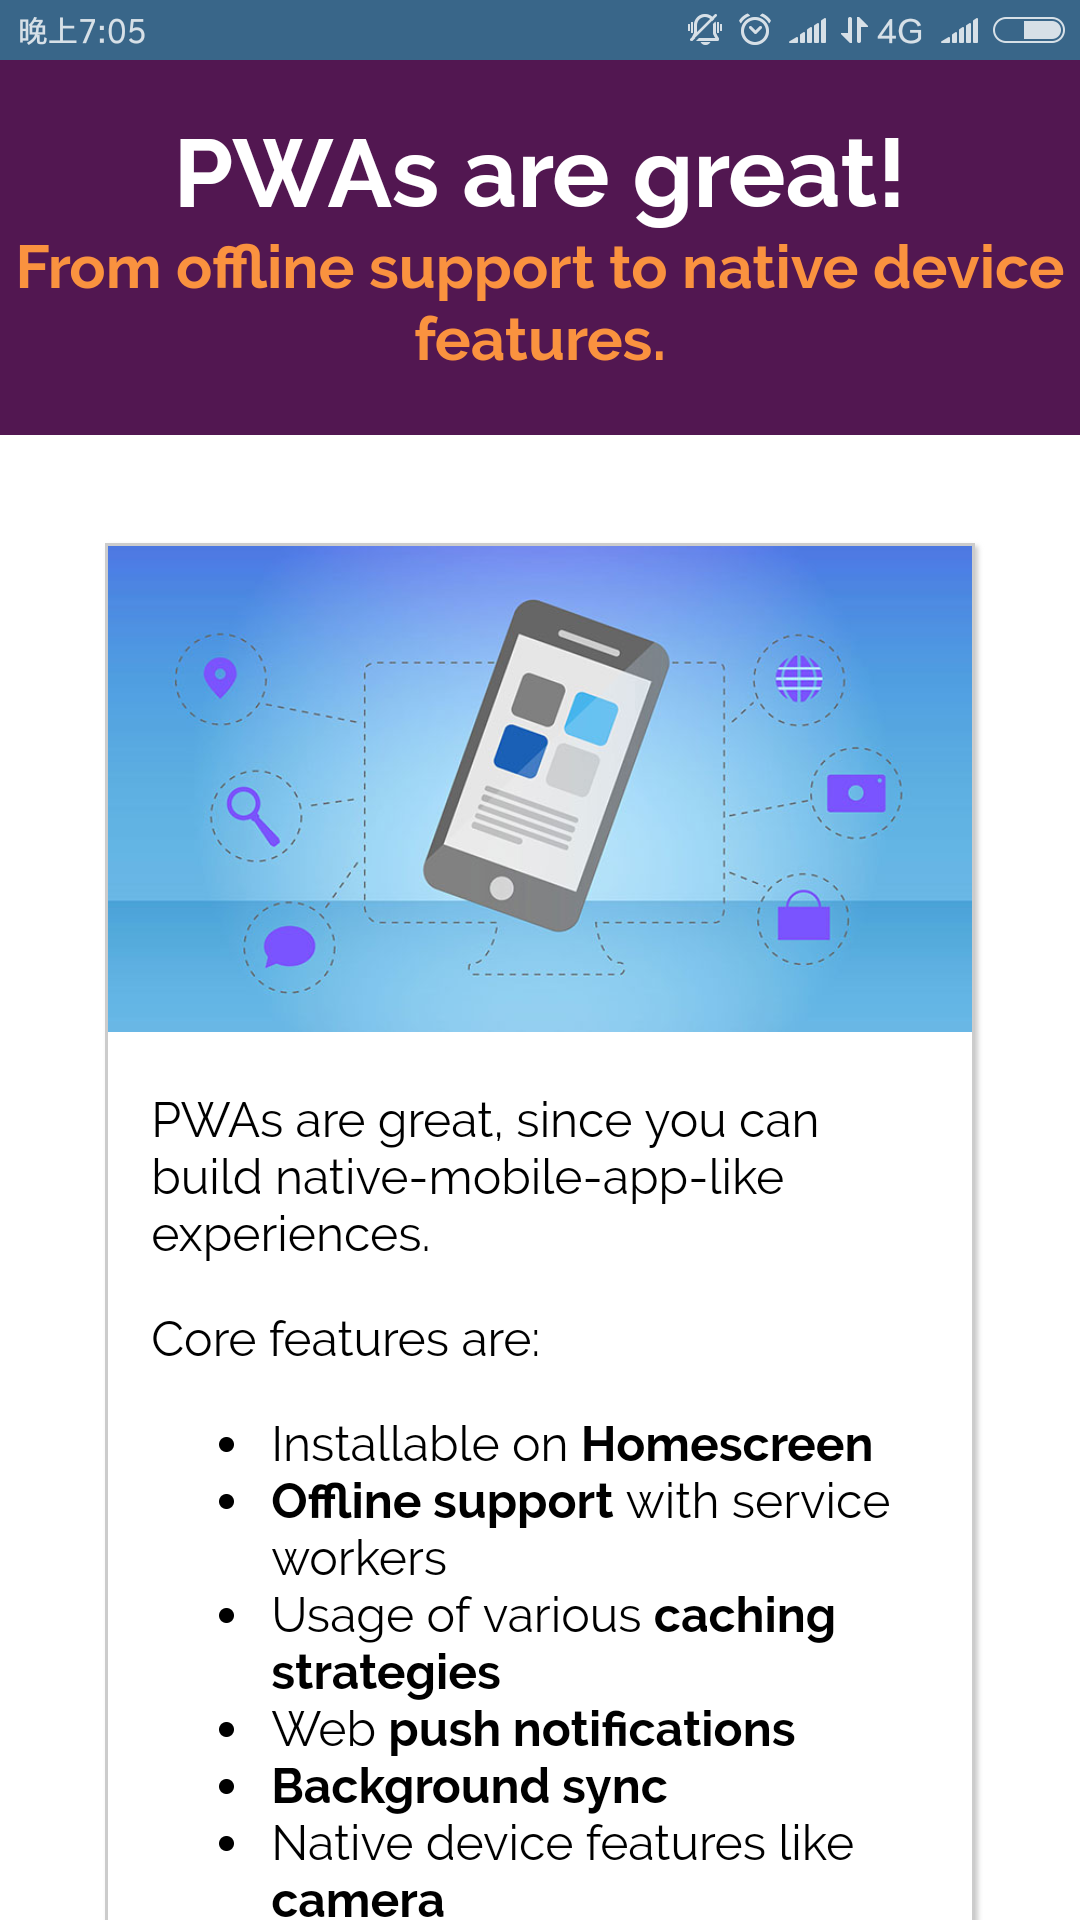 晚上7:05
4G
PWAs are great!
From offline support to native device
features.
PWAs are great, since you can
build native-mobile-app-like
experiences.
Core features are:
• Installable on Homescreen
• Offline support with service
workers
• Usage of various caching
strategies
• Web push notifications
• Background sync
• Native device features like
camera